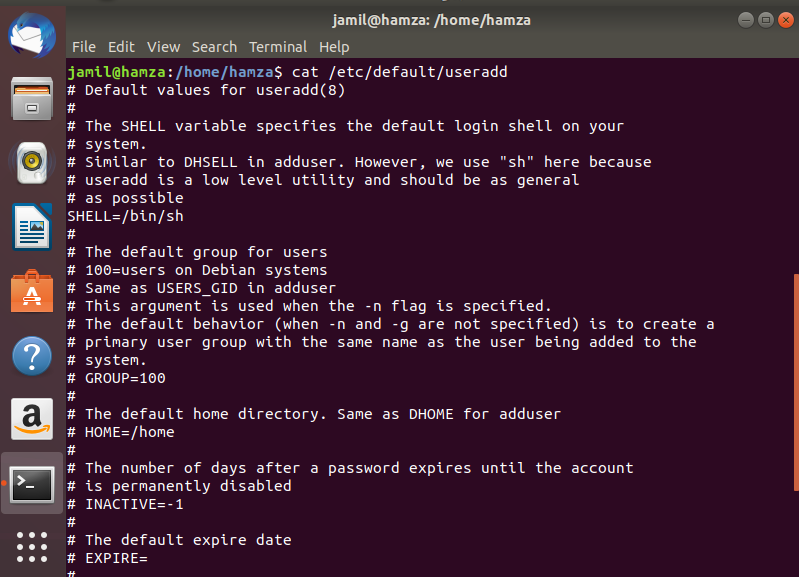 jamil@hamza: /home/hamza
File Edit View Search Terminal Help
jamil@hamza:/home/hamza$ cat /etc/default/useradd
# Default values for useradd(8)
#
# The SHELL variable specifies the default login shell on your
# system.
# Similar to DHSELL in adduser. However, we use "sh" here because
# useradd is a low level utility and should be as general
# as possible
SHELL=/bin/sh
#
# The default group for users
# 100=users on Debian systems
# Same as USERS_GID in adduser
# This argument is used when the -n flag is specified.
# The default behavior (when -n and -g are not specified) is to create a
# primary user group with the same name as the user being added to the
# system.
# GROUP=100
#
# The default home directory. Same as DHOME for adduser
# HOME=/home
#
# The number of days after a password expires until the account
# is permanently disabled
# INACTIVE=-1
#
# The default expire date
# EXPIRE=
#